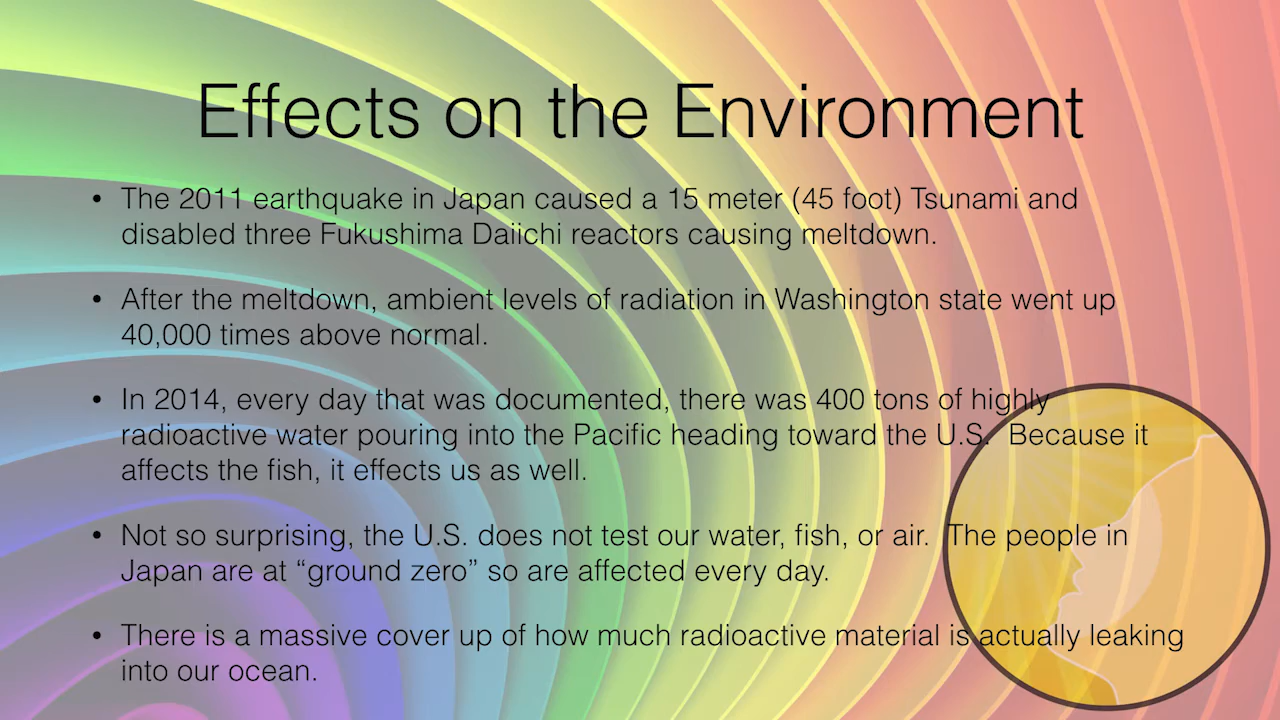 Effects on the Environment
• The 2011 earthquake in Japan caused a 15 meter (45 foot) Tsunami and
disabled three Fukushima Daiichi reactors causing meltdown.
• After the meltdown, ambient levels of radiation in Washington state went up
40,000 times above normal.
• In 2014, every day that was documented, there was 400 tons of highly
radioactive water pouring into the Pacific heading toward the U.S.  Because it
affects the fish, it effects us as well.
• Not so surprising, the U.S. does not test our water, fish, or air.  The people in
Japan are at “ground zero” so are affected every day.
• There is a massive cover up of how much radioactive material is actually leaking
into our ocean.